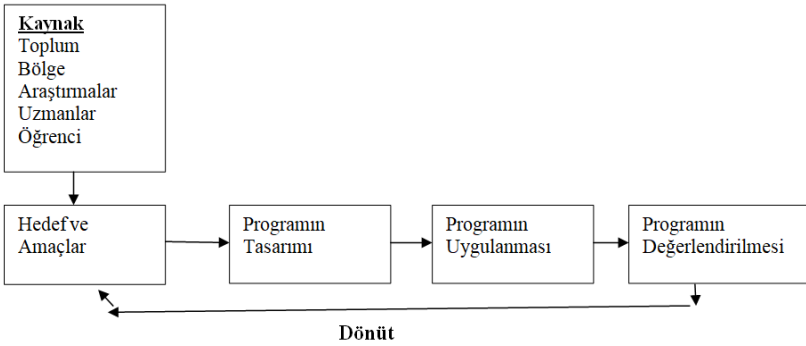 Kaynak
Toplum
Bölge
Araştırmalar
Uzmanlar
Öğrenci
Hedef ve
Amaçlar
Programın
Tasarımı
Programın
Uygulanması
Programın
Değerlendirilmesi
Dönüt